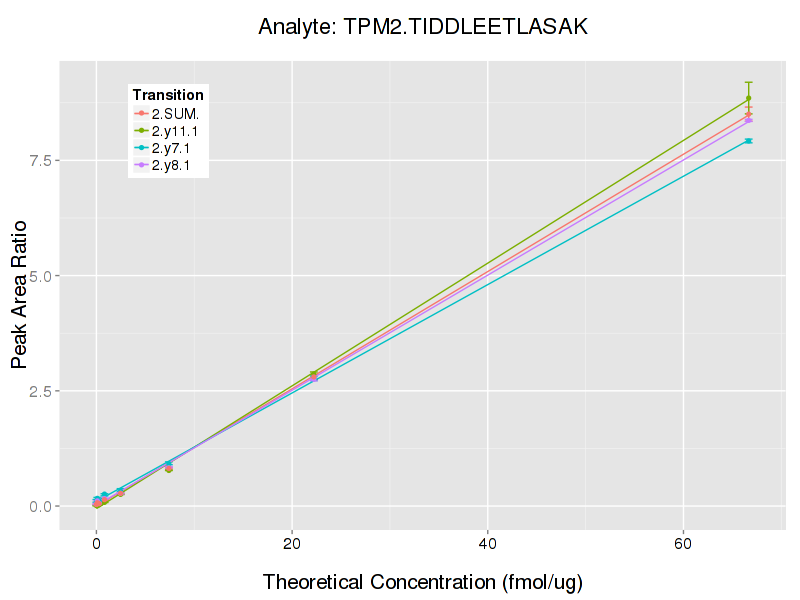 Analyte: TPM2.TIDDLEETLASAK
Transition
2.SUM.
2.y11.1
2.y7.1
2.y8.1
7.5
5.0
2.5
0.0
Peak Area Ratio
0 20 40 60
Theoretical Concentration (fmol/ug)